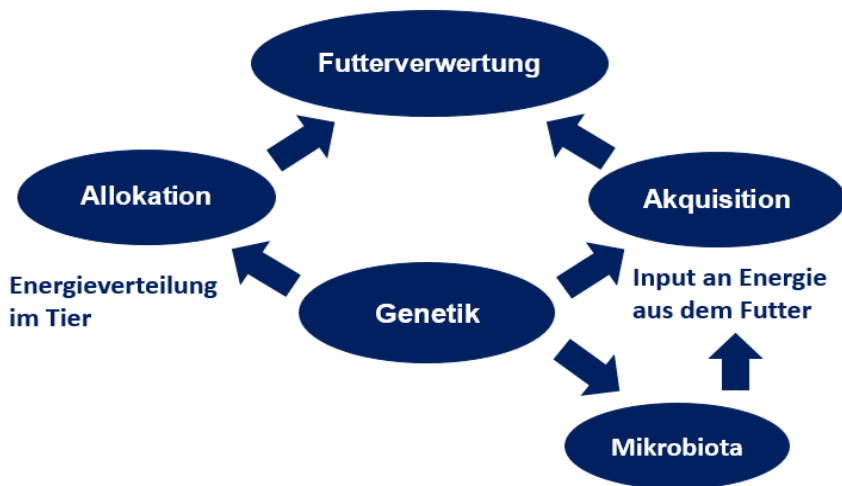 Futterverwertung
Allokation
Akquisition
Energieverteilung
im Tier
Genetik
Input an Energie
aus dem Futter
Mikrobiota